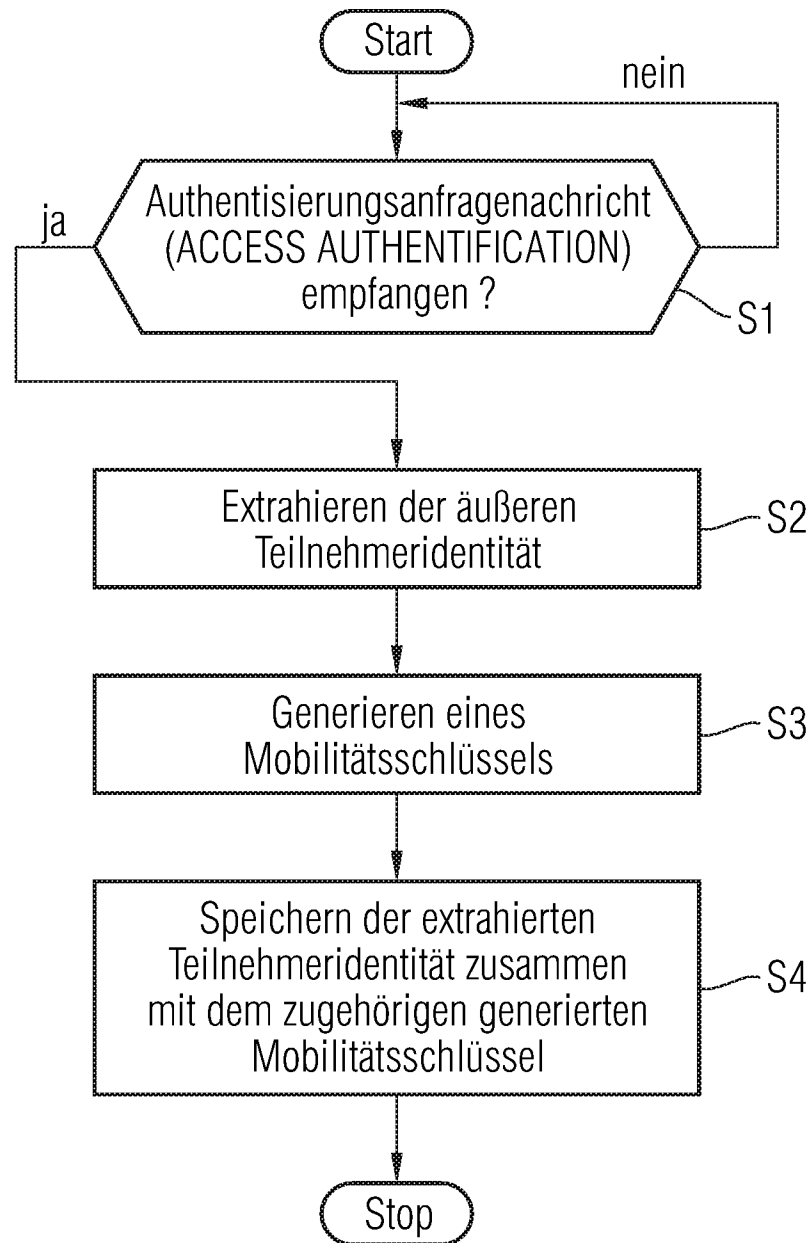 Start
nein
ja
Authentisierungsanfragenachricht
(ACCESS AUTHENTIFICATION)
empfangen ?
S1
Extrahieren der äußeren
Teilnehmeridentität
S2
Generieren eines
Mobilitätsschlüssels
S3
Speichern der extrahierten
Teilnehmeridentität zusammen
mit dem zugehörigen generierten
Mobilitätsschlüssel
S4
Stop